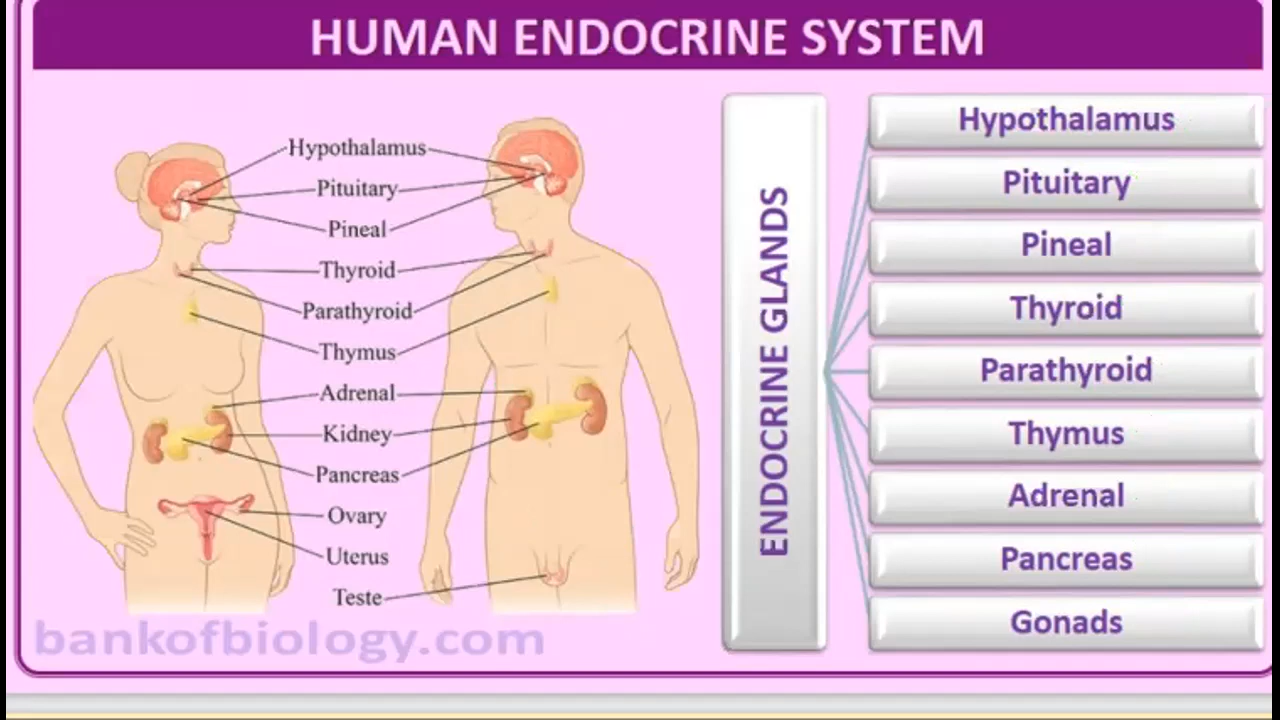 HUMAN ENDOCRINE SYSTEM
Hypothalamus
Pituitary
Pineal
Thyroid
Parathyroid
Thymus
Adrenal
Kidney
Pancreas
Ovary
Uterus
Teste
bankofbiology.com
ENDOCRINE GLANDS
Hypothalamus
Pituitary
Pineal
Thyroid
Parathyroid
Thymus
Adrenal
Pancreas
Gonads